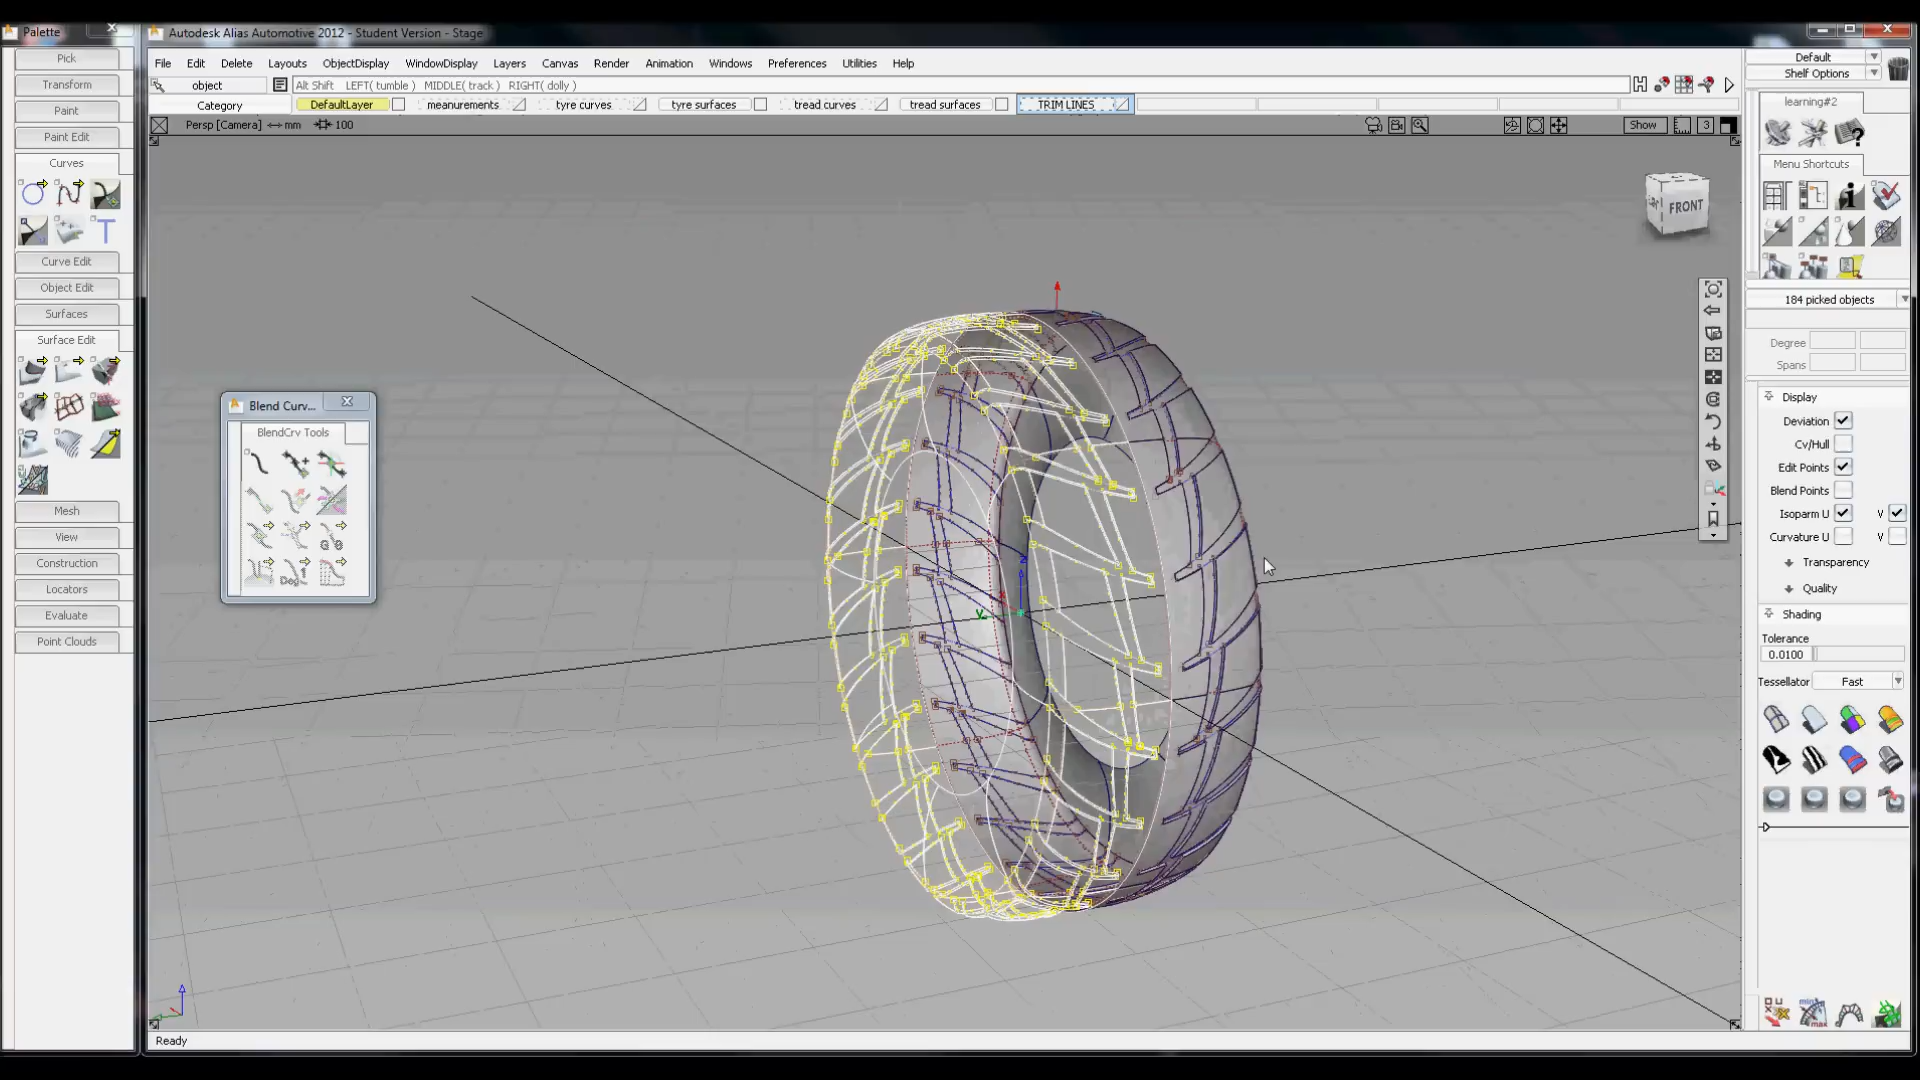 Palette
Autodesk Alias Automotive 2012 - Student Version - Stage
Pick
File Edit Delete Layouts ObjectDisplay WindowDisplay Layers Canvas Render Animation Windows Preferences Utilities Help
Default
Shelf Options
Transform
object
Alt Shift LEFT( tumble ) MIDDLE( track ) RIGHT( dolly )
Category DefaultLayer meanurements tyre curves tyre surfaces tread curves tread surfaces TRIM LINES
learning#2
Paint
Persp [Camera] mm 100
Show
3
Paint Edit
Curves
Menu Shortcuts
FRONT
T
Curve Edit
Object Edit
184 picked objects
Surfaces
Surface Edit
Degree
Spans
Blend Curv...
BlendCrv Tools
Display
Deviation
Cv/Hull
Edit Points
Blend Points
Isoparm U V
Curvature U V
Transparency
Quality
Deg
Mesh
View
Construction
Locators
Evaluate
Point Clouds
Shading
Tolerance
0.0100
Tessellator Fast
z
x
y
min
max
Ready